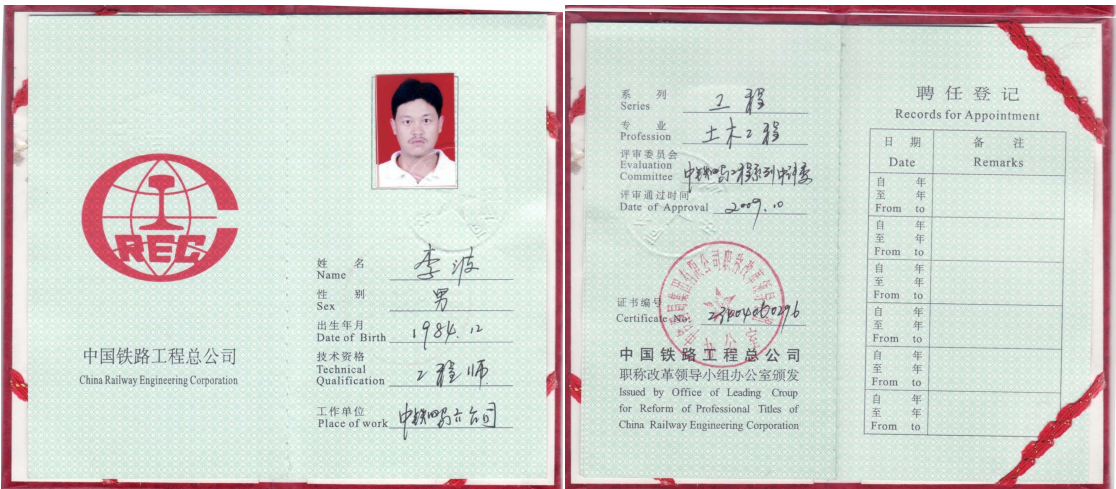 CREC
中国铁路工程总公司
China Railway Engineering Corporation
姓 名 李波
Name
性 别 男
Sex
出生年月 1984.12
Date of Birth
技术资格 工程师
Technical
Qualification
工作单位 中铁四局六公司
Place of work
系 列 工程
Series
专 业 土木工程
Profession
评审委员会
Evaluation
Committee
评审通过时间 2009.10
Date of Approval
证书编号
Certificate No.
中国铁路工程总公司
职称改革领导小组办公室颁发
Issued by Office of Leading Croup
for Reform of Professional Titles of
China Railway Engineering Corporation
聘任登记
Records for Appointment
日 期 备 注
Date Remarks
自 年
至 年
From to
自 年
至 年
From to
自 年
至 年
From to
自 年
至 年
From to
自 年
至 年
From to
自 年
至 年
From to